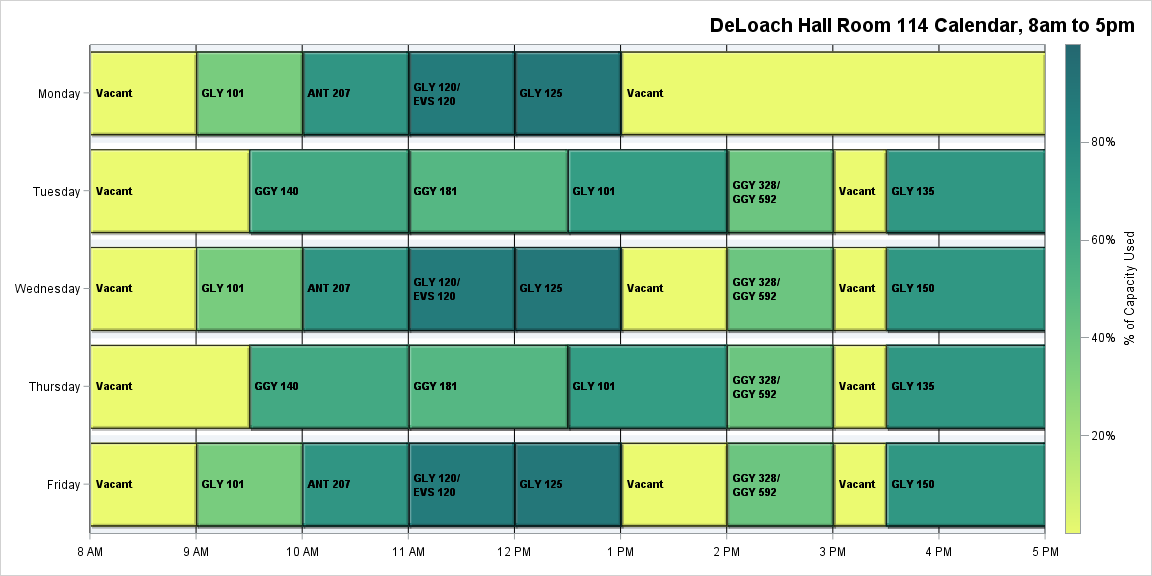 DeLoach Hall Room 114 Calendar, 8am to 5pm
Monday
Vacant
GLY 101
ANT 207
GLY 120/
EVS 120
GLY 125
Vacant
Tuesday
Vacant
GGY 140
GGY 181
GLY 101
GGY 328/
GGY 592
Vacant
GLY 135
Wednesday
Vacant
GLY 101
ANT 207
GLY 120/
EVS 120
GLY 125
Vacant
GGY 328/
GGY 592
Vacant
GLY 150
Thursday
Vacant
GGY 140
GGY 181
GLY 101
GGY 328/
GGY 592
Vacant
GLY 135
Friday
Vacant
GLY 101
ANT 207
GLY 120/
EVS 120
GLY 125
Vacant
GGY 328/
GGY 592
Vacant
GLY 150
8 AM
9 AM
10 AM
11 AM
12 PM
1 PM
2 PM
3 PM
4 PM
5 PM
80%
60%
40%
20%
% of Capacity Used